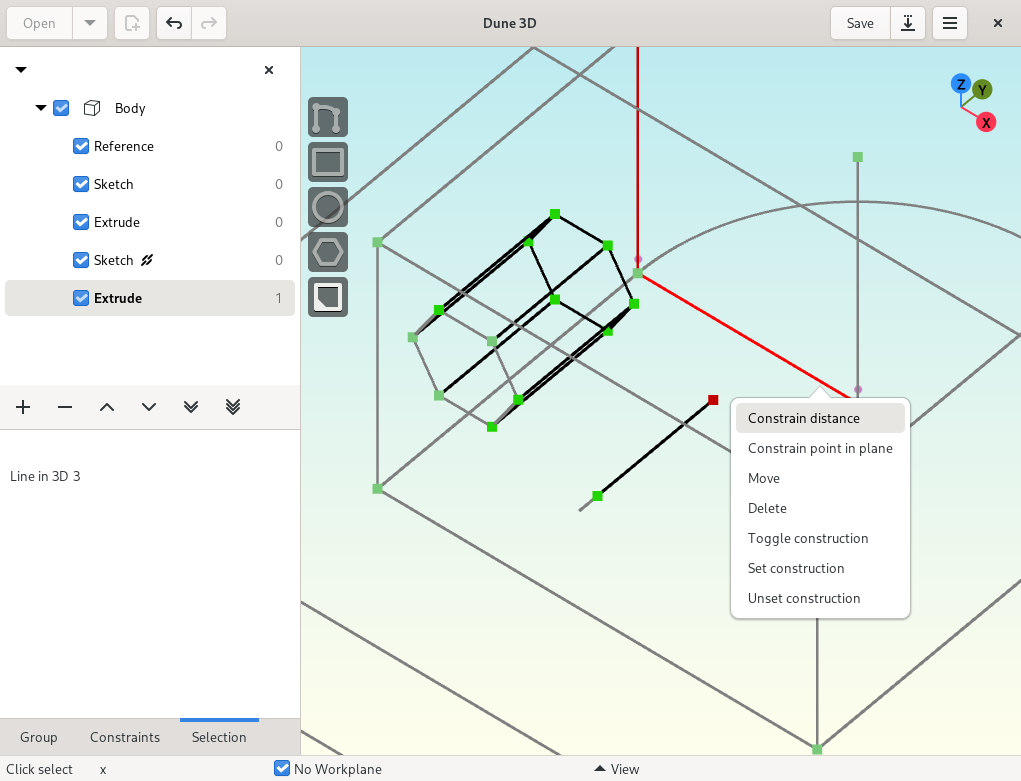 Open
Dune 3D
Save
Body
Reference 0
Sketch 0
Extrude 0
Sketch 0
Extrude 1
Line in 3D 3
Group Constraints Selection
Z
Y
X
Constrain distance
Constrain point in plane
Move
Delete
Toggle construction
Set construction
Unset construction
Click select x No Workplane View